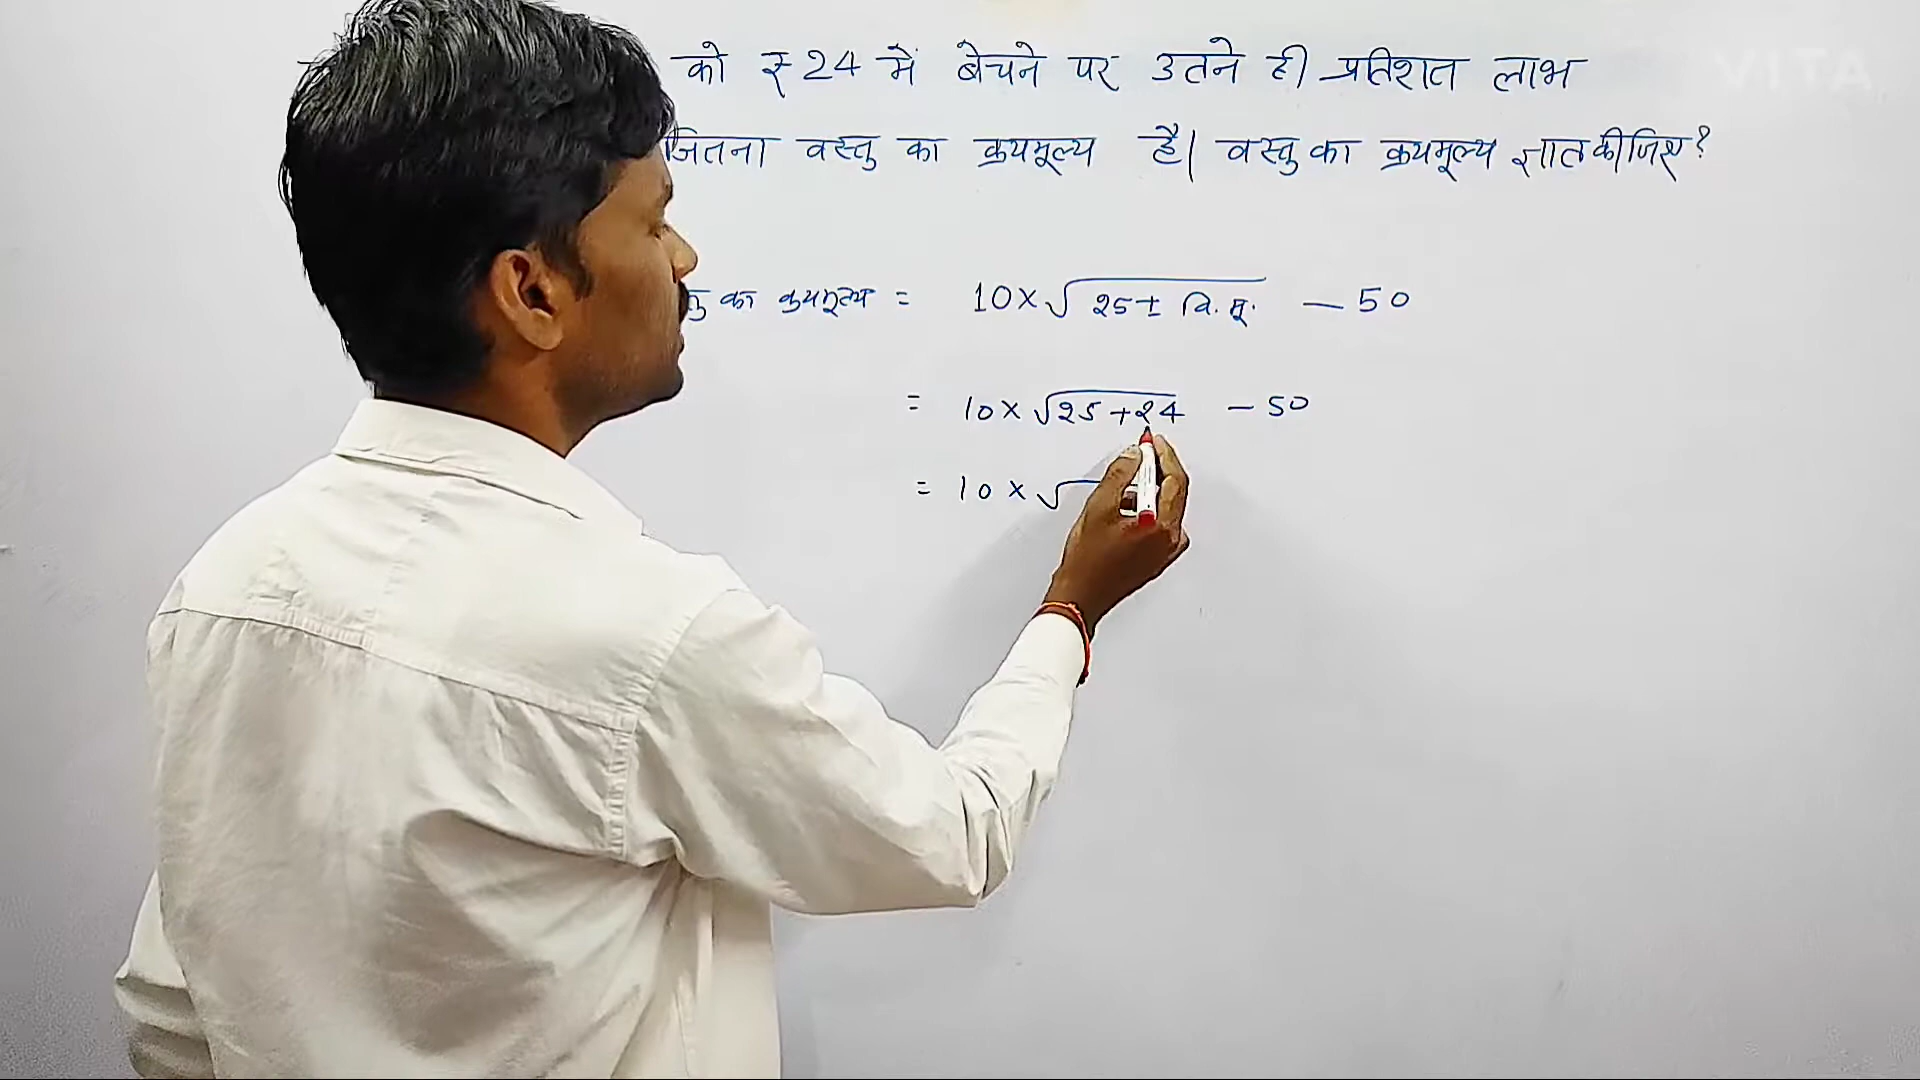 को ₹24 में बेचने पर उतने ही प्रतिशत लाभ
VITA
जितना वस्तु का क्रयमूल्य है। वस्तु का क्रयमूल्य ज्ञात कीजिए?
का क्रयमूल्य = 10×√25± वि.मू. – 50
= 10×√25+24 – 50
= 10×√